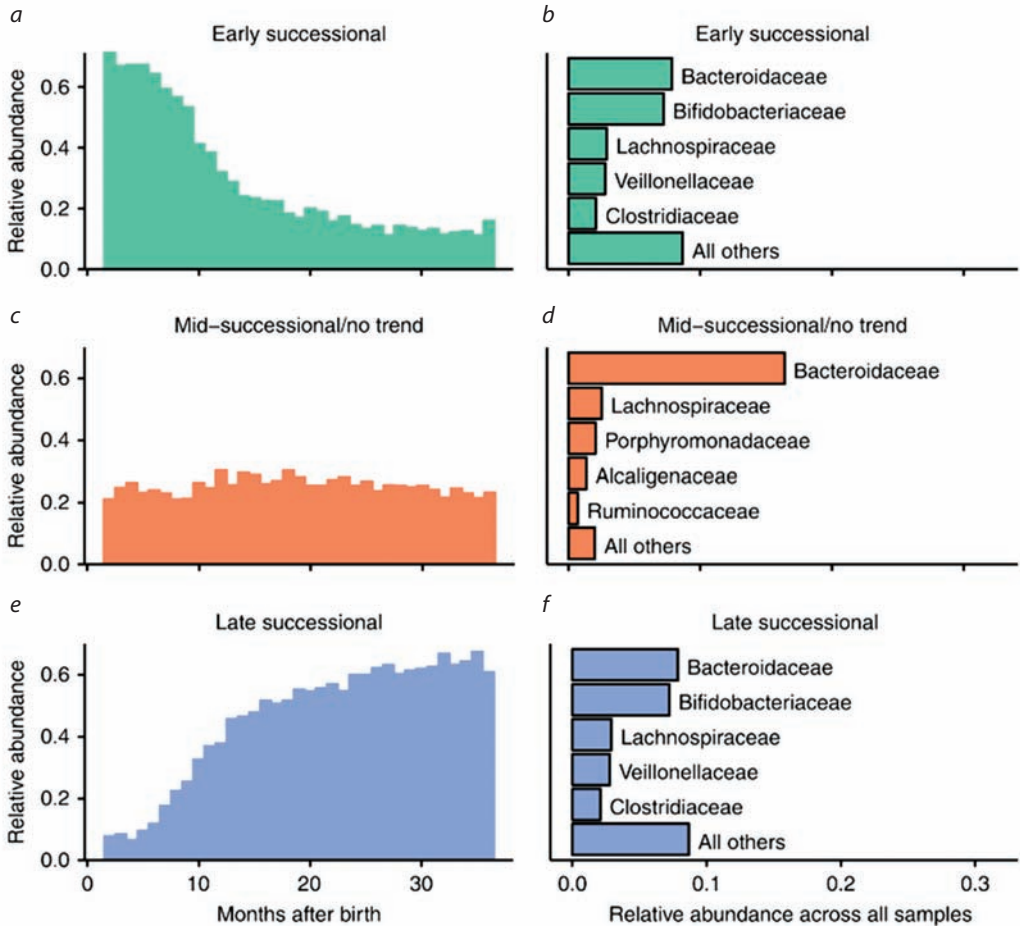 a
Early successional
Relative abundance
0.6
0.4
0.2
0.0
b
Early successional
Bacteroidaceae
Bifidobacteriaceae
Lachnospiraceae
Veillonellaceae
Clostridiaceae
All others
c
Mid–successional/no trend
Relative abundance
0.6
0.4
0.2
0.0
d
Mid–successional/no trend
Bacteroidaceae
Lachnospiraceae
Porphyromonadaceae
Alcaligenaceae
Ruminococcaceae
All others
e
Late successional
Relative abundance
0.6
0.4
0.2
0.0
0 10 20 30
Months after birth
f
Late successional
Bacteroidaceae
Bifidobacteriaceae
Lachnospiraceae
Veillonellaceae
Clostridiaceae
All others
0.0 0.1 0.2 0.3
Relative abundance across all samples